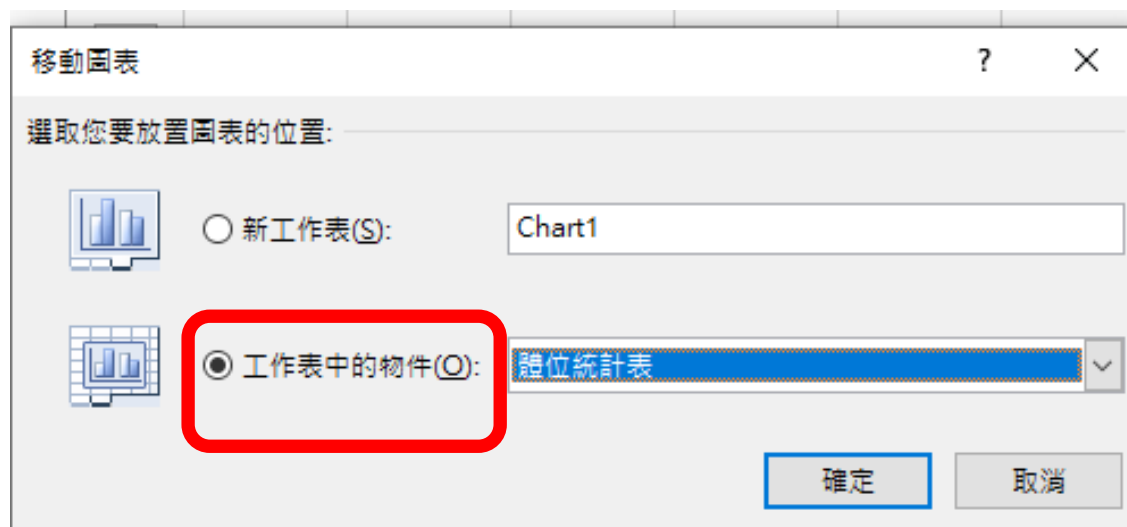 移動圖表
選取您要放置圖表的位置:
新工作表(S): Chart1
工作表中的物件(O): 體位統計表
確定 取消